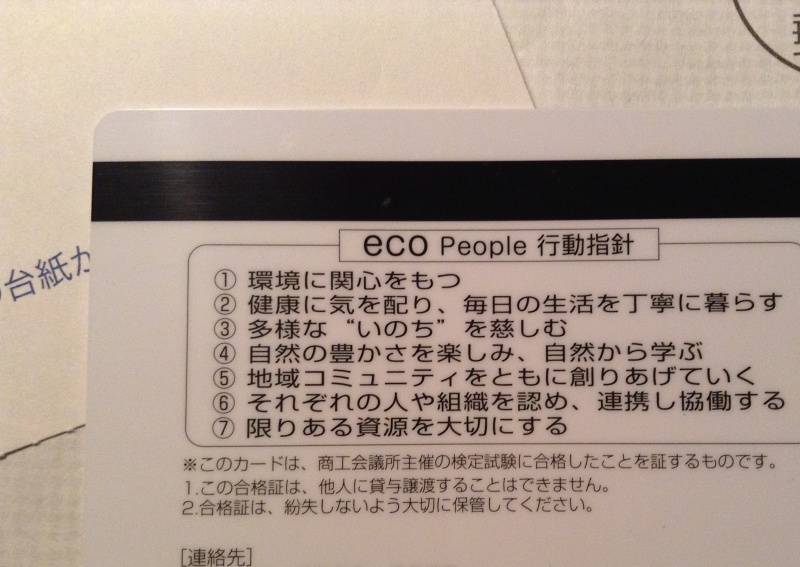 台紙か
eco People 行動指針
① 環境に関心をもつ
② 健康に気を配り、毎日の生活を丁寧に暮らす
③ 多様な“いのち”を慈しむ
④ 自然の豊かさを楽しみ、自然から学ぶ
⑤ 地域コミュニティをともに創りあげていく
⑥ それぞれの人や組織を認め、連携し協働する
⑦ 限りある資源を大切にする
※このカードは、商工会議所主催の検定試験に合格したことを証するものです。
1.この合格証は、他人に貸与譲渡することはできません。
2.合格証は、紛失しないよう大切に保管してください。
[連絡先]